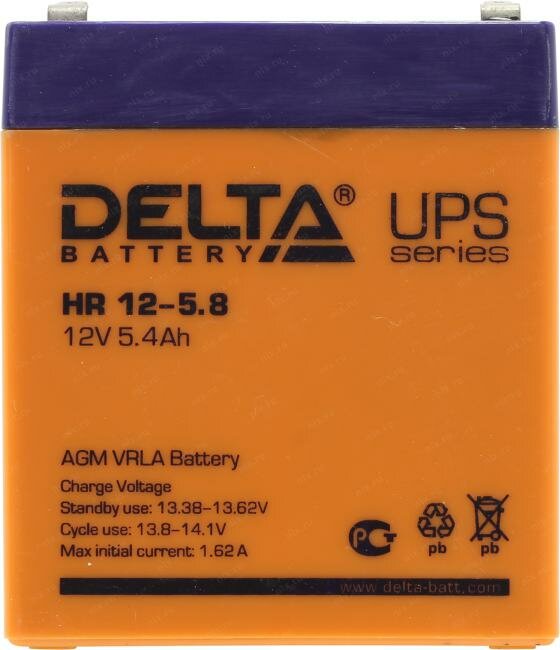 DELTA®
BATTERY
UPS
series
HR 12-5.8
12V 5.4Ah
AGM VRLA Battery
Charge Voltage
Standby use: 13.38-13.62V
Cycle use: 13.8-14.1V
Max initial current: 1.62A
pb pb
www.delta-batt.com